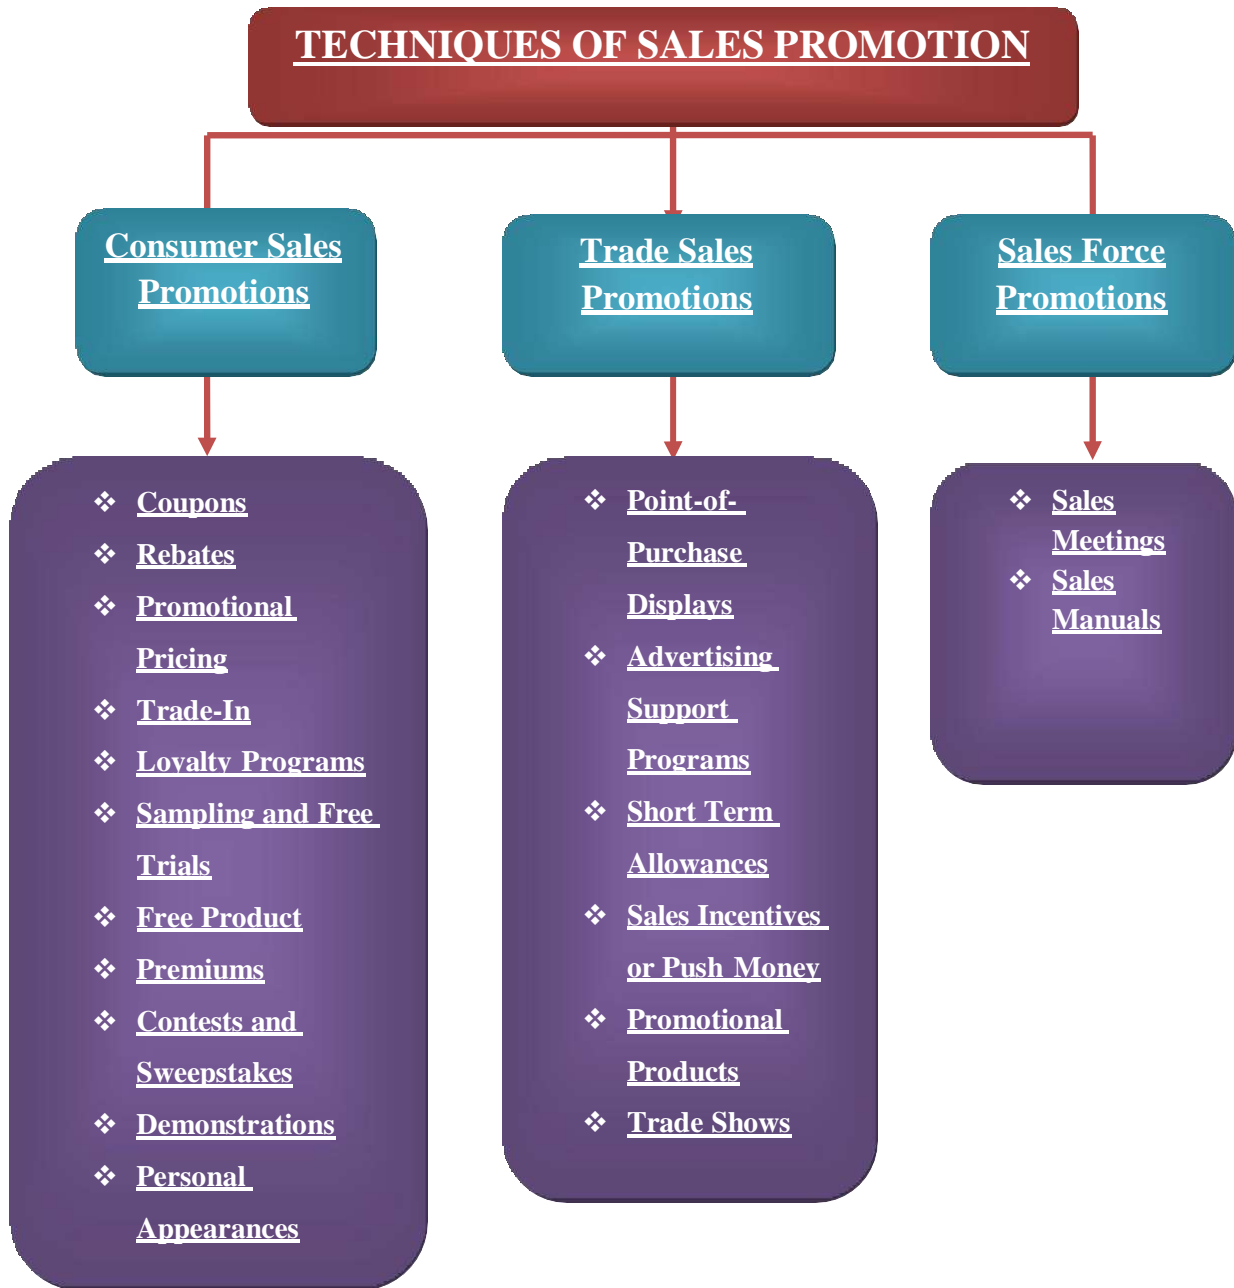 TECHNIQUES OF SALES PROMOTION
Consumer Sales
Promotions
Trade Sales
Promotions
Sales Force
Promotions
❖ Coupons
❖ Rebates
❖ Promotional
Pricing
❖ Trade-In
❖ Loyalty Programs
❖ Sampling and Free
Trials
❖ Free Product
❖ Premiums
❖ Contests and
Sweepstakes
❖ Demonstrations
❖ Personal
Appearances
❖ Point-of-
Purchase
Displays
❖ Advertising
Support
Programs
❖ Short Term
Allowances
❖ Sales Incentives
or Push Money
❖ Promotional
Products
❖ Trade Shows
❖ Sales
Meetings
❖ Sales
Manuals